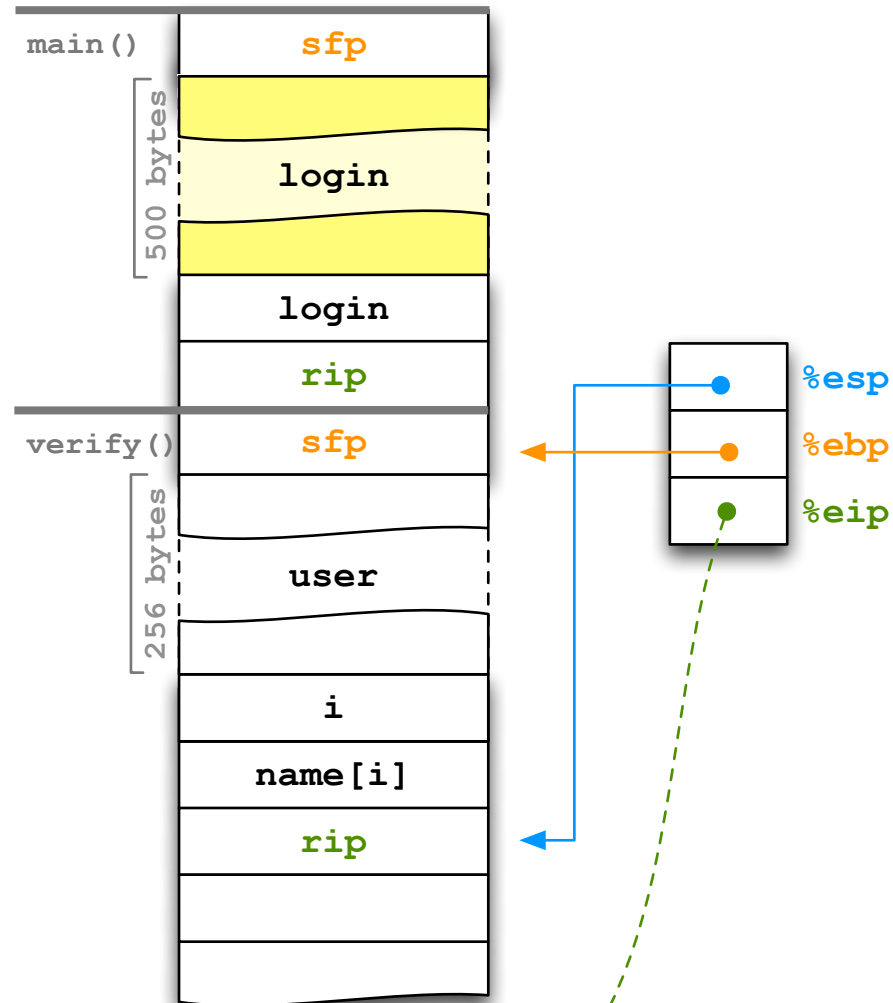 main()
sfp
500 bytes
login
login
rip
verify()
sfp
256 bytes
user
i
name[i]
rip
%esp
%ebp
%eip